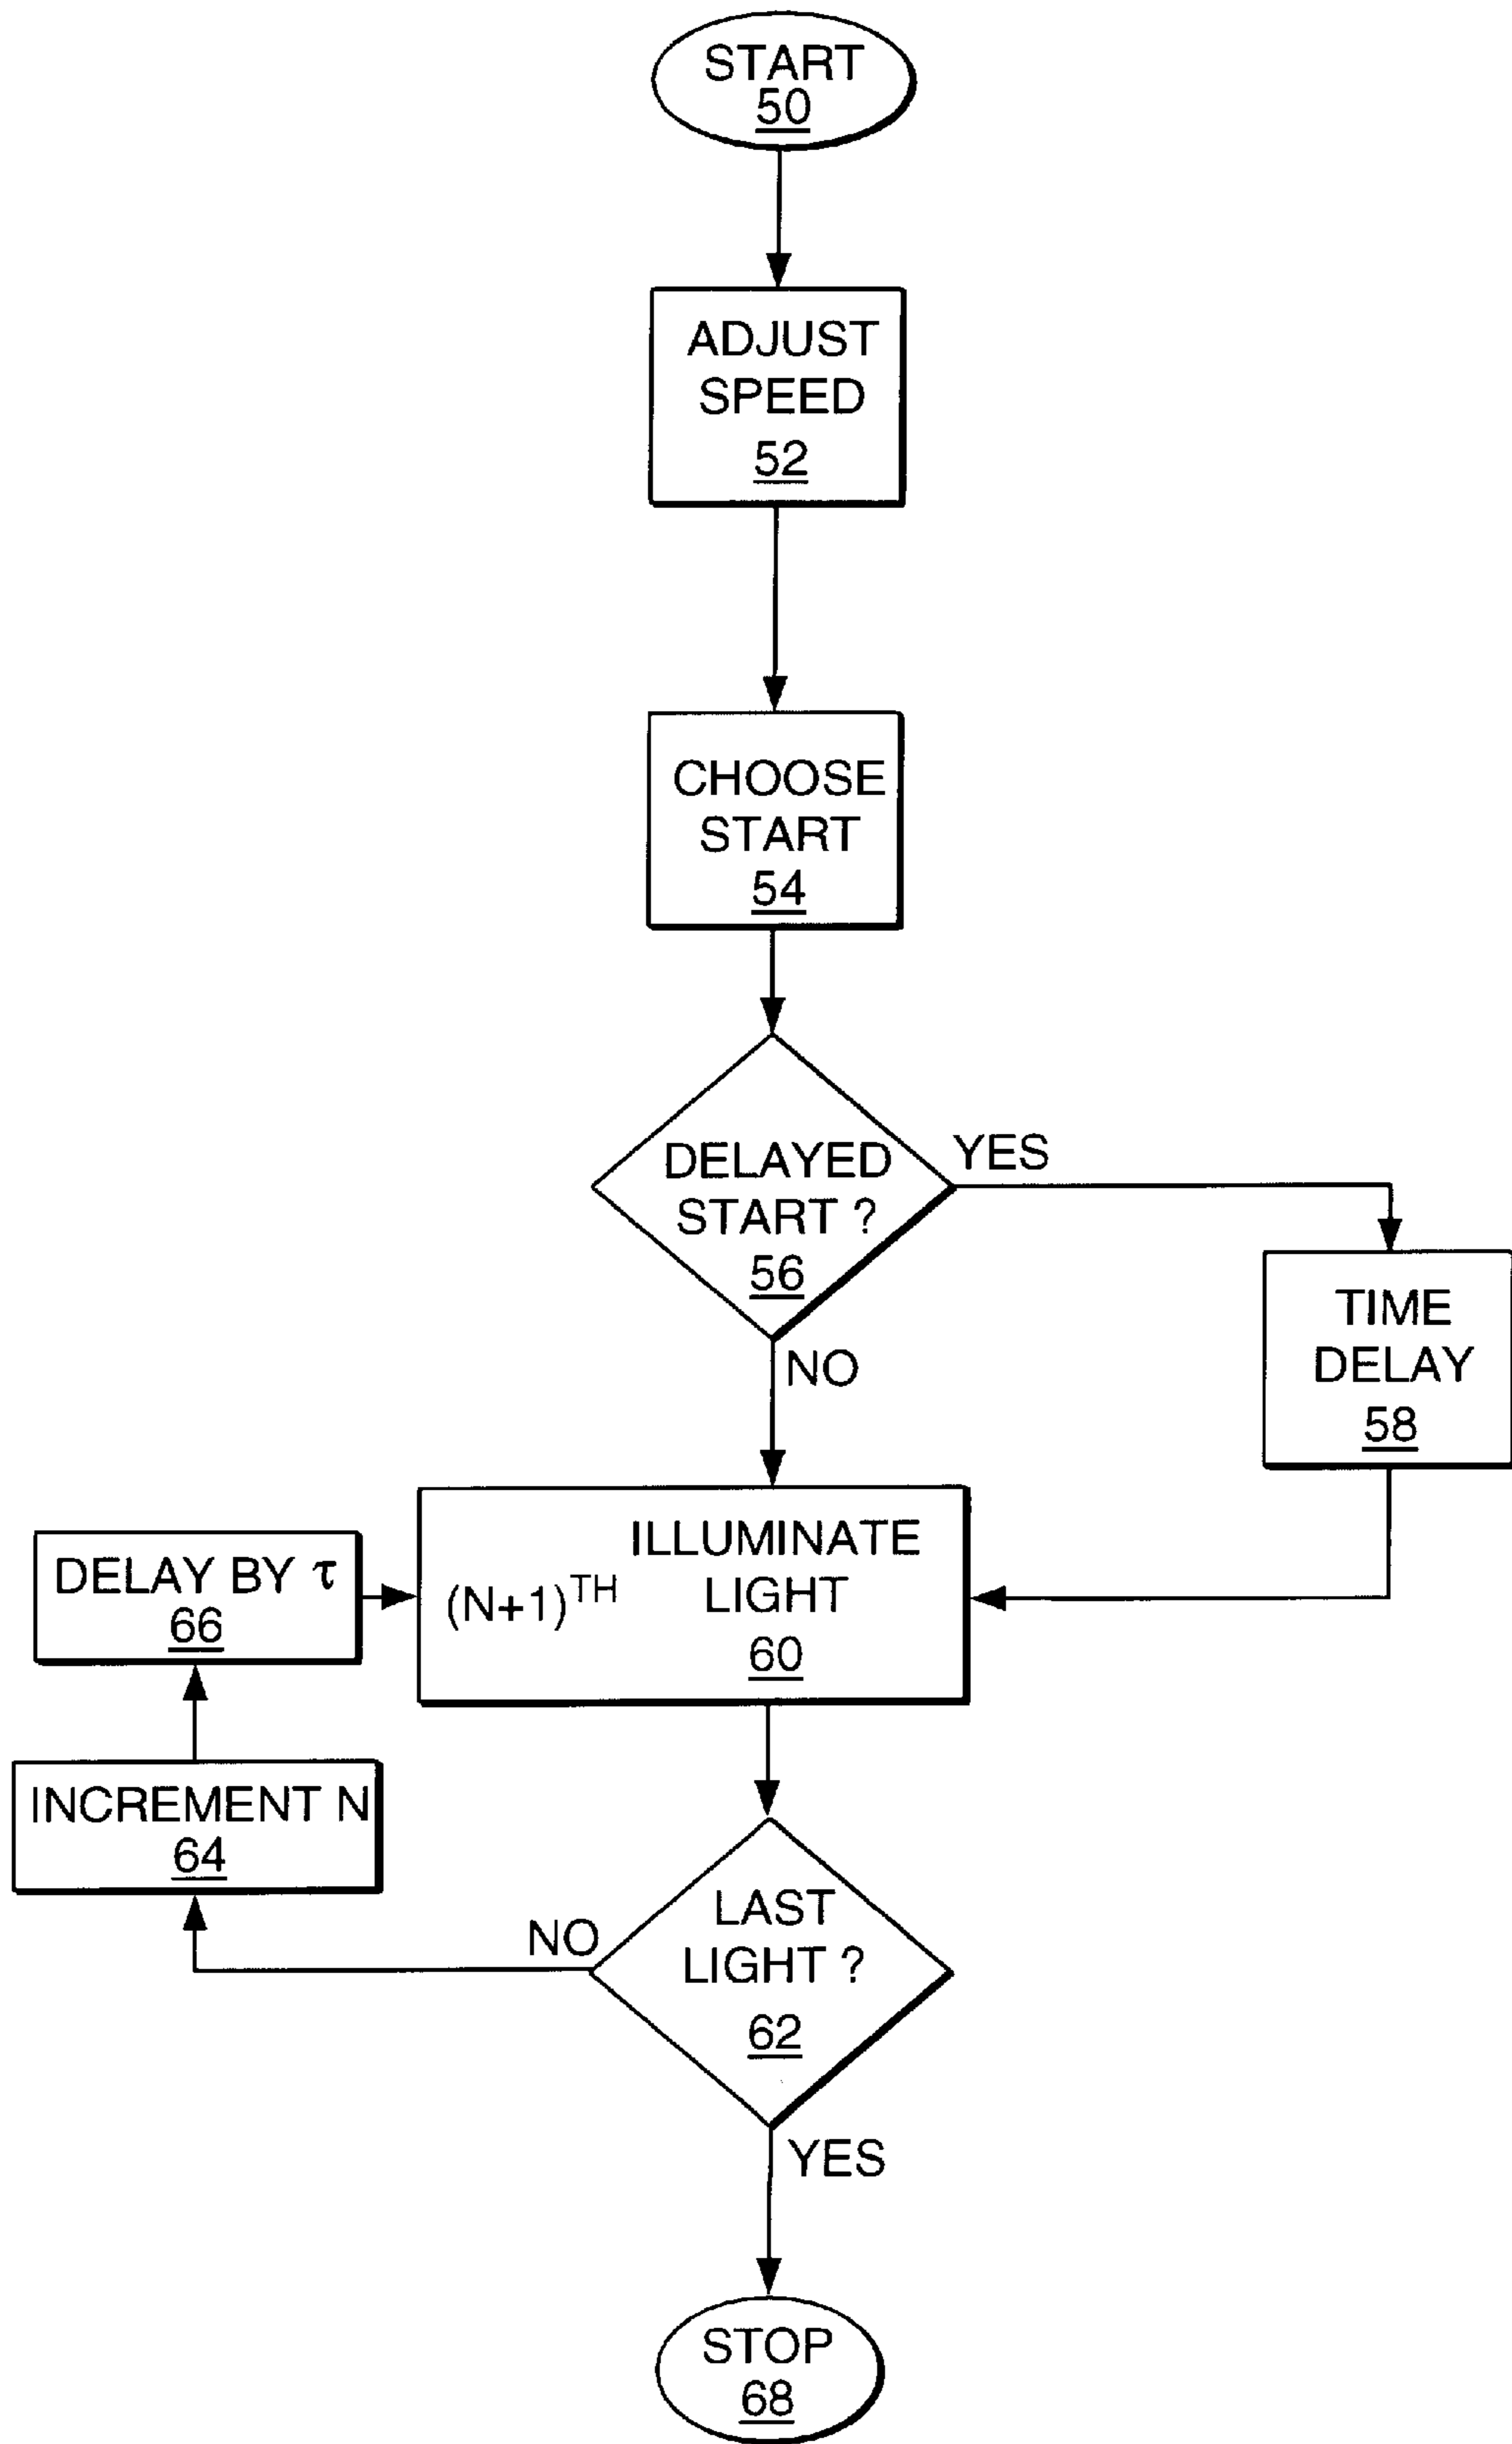 START
50
ADJUST
SPEED
52
CHOOSE
START
54
DELAYED
START ?
56
YES
NO
TIME
DELAY
58
ILLUMINATE
(N+1)TH LIGHT
60
DELAY BY τ
66
INCREMENT N
64
LAST
LIGHT ?
62
NO
YES
STOP
68